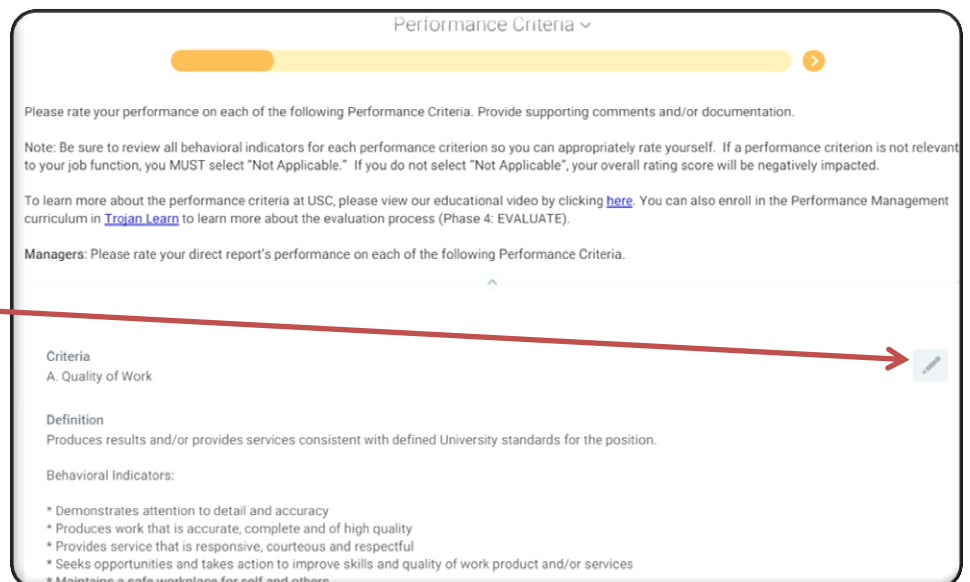 Performance Criteria
Please rate your performance on each of the following Performance Criteria. Provide supporting comments and/or documentation.
Note: Be sure to review all behavioral indicators for each performance criterion so you can appropriately rate yourself. If a performance criterion is not relevant
to your job function, you MUST select "Not Applicable." If you do not select "Not Applicable", your overall rating score will be negatively impacted.
To learn more about the performance criteria at USC, please view our educational video by clicking here. You can also enroll in the Performance Management
curriculum in Trojan Learn to learn more about the evaluation process (Phase 4: EVALUATE).
Managers: Please rate your direct report's performance on each of the following Performance Criteria.
Criteria
A. Quality of Work
Definition
Produces results and/or provides services consistent with defined University standards for the position.
Behavioral Indicators:
* Demonstrates attention to detail and accuracy
* Produces work that is accurate, complete and of high quality
* Provides service that is responsive, courteous and respectful
* Seeks opportunities and takes action to improve skills and quality of work product and/or services
* Maintains a safe workplace for self and others